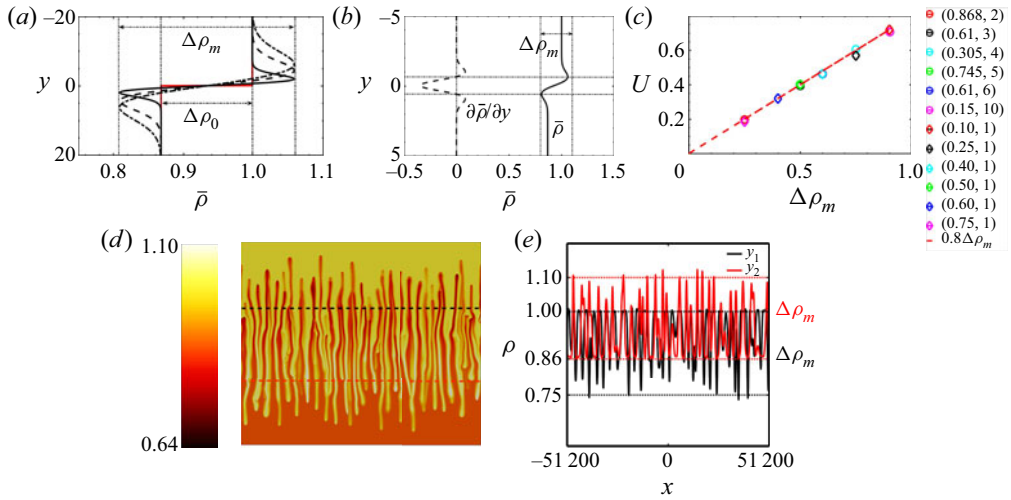 (a)
−20
y
0
20
Δρm
Δρ0
0.8 0.9 1.0 1.1
ρ̄
(b)
−5
y
0
5
Δρm
∂ρ̄/∂y
ρ̄
−0.5 0 0.5 1.0 1.5
ρ̄
(c)
U
0.6
0.4
0.2
0 0.5 1.0
Δρm
(0.868, 2)
(0.61, 3)
(0.305, 4)
(0.745, 5)
(0.61, 6)
(0.15, 10)
(0.10, 1)
(0.25, 1)
(0.40, 1)
(0.50, 1)
(0.60, 1)
(0.75, 1)
0.8Δρm
(d)
1.10
0.64
(e)
y1
y2
1.10
1.00
ρ
0.86
0.75
Δρm
Δρm
−51 200 0 51 200
x